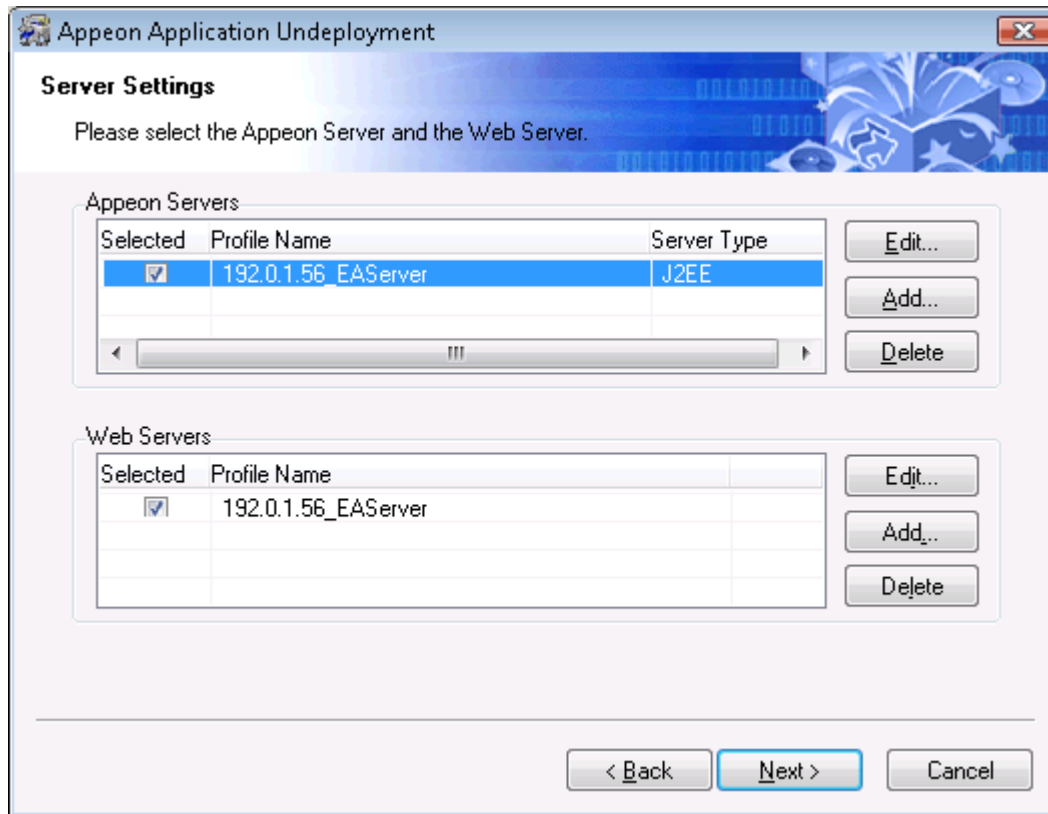 Appeon Application Undeployment
Server Settings
Please select the Appeon Server and the Web Server.
Appeon Servers
Selected Profile Name Server Type
192.0.1.56_EAServer J2EE
Edit...
Add...
Delete
Web Servers
Selected Profile Name
192.0.1.56_EAServer
Edit...
Add...
Delete
< Back Next > Cancel